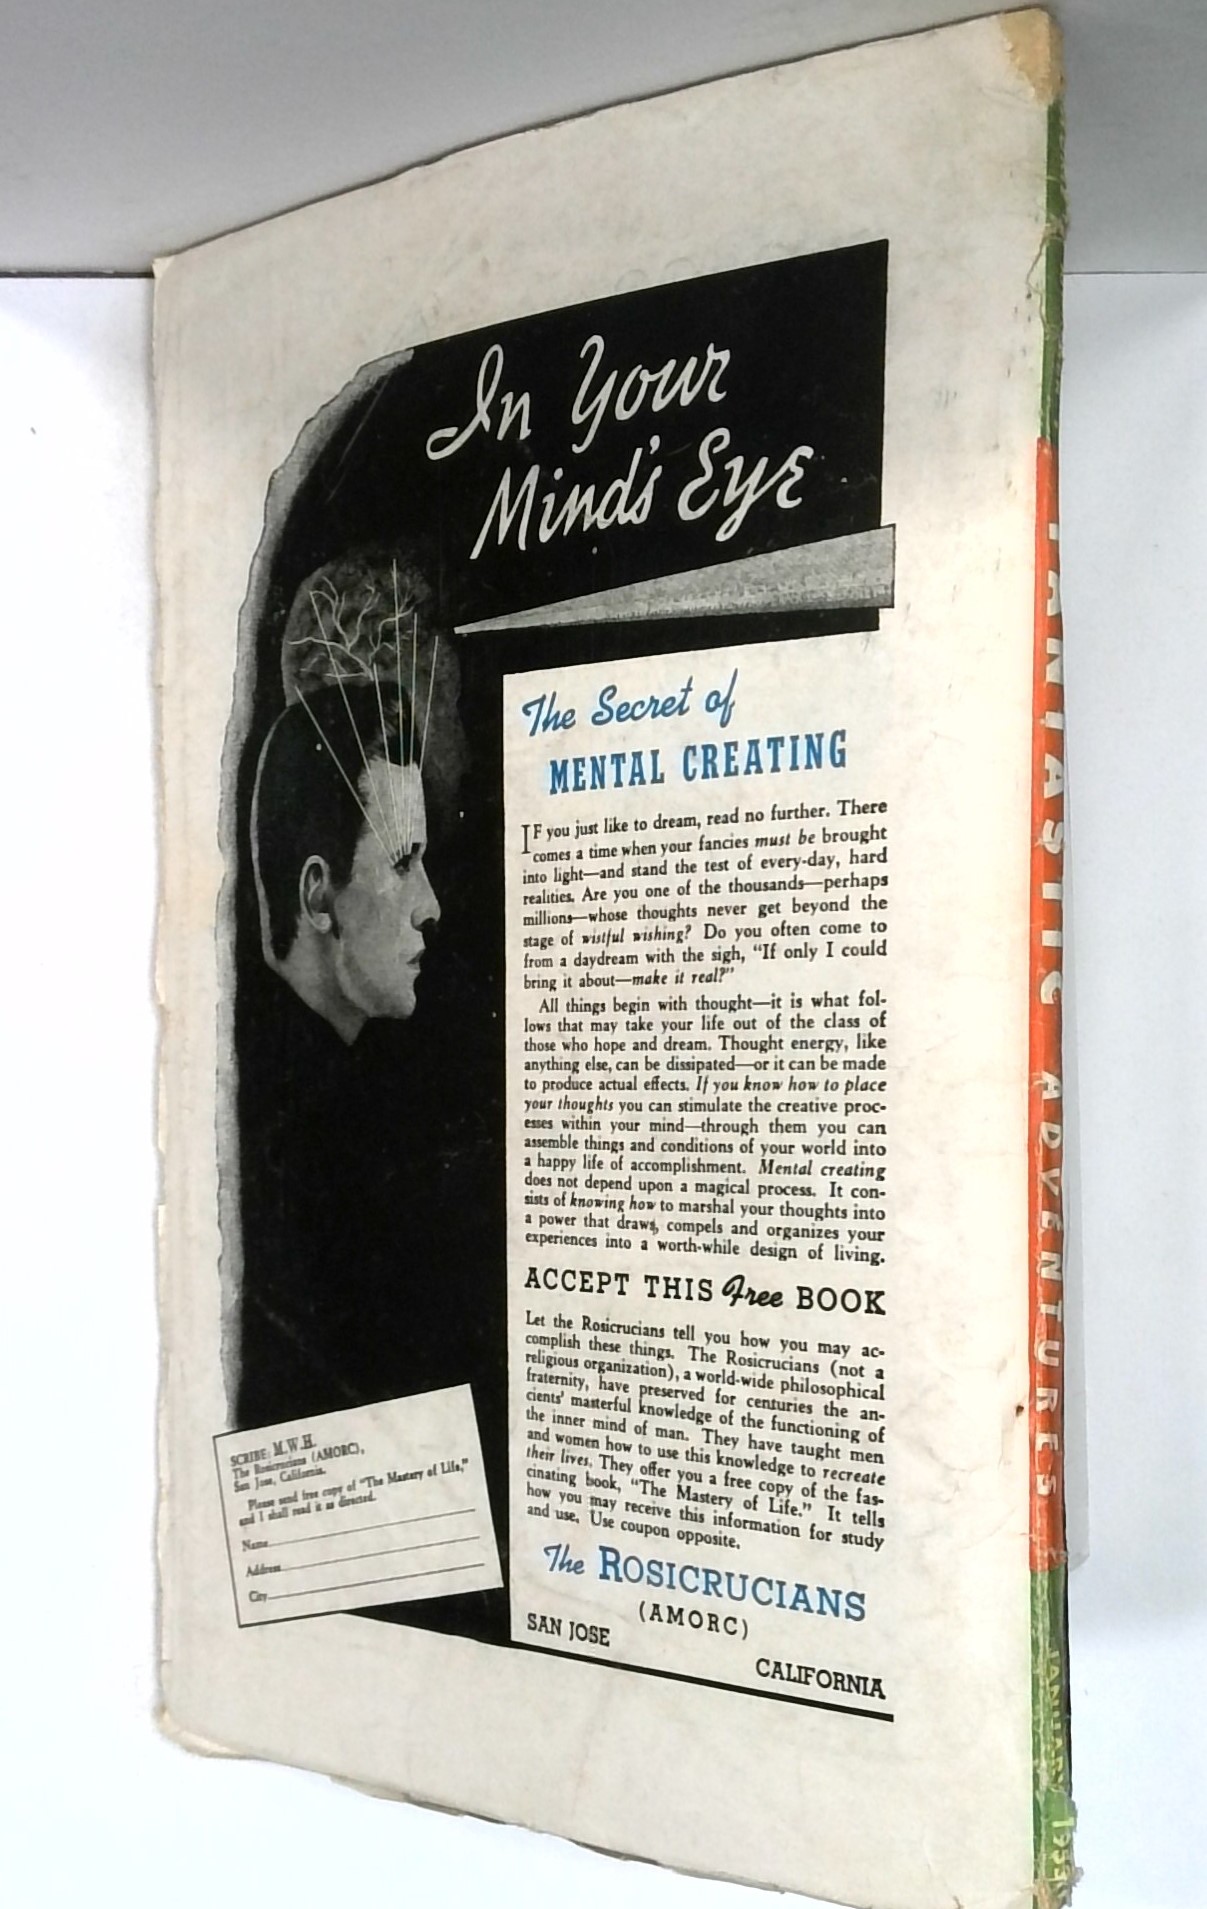 In Your
Mind's Eye
The Secret of
MENTAL CREATING
IF you just like to dream, read no further. There
comes a time when your fancies must be brought
into light—and stand the test of every-day, hard
realities. Are you one of the thousands—perhaps
millions—whose thoughts never get beyond the
stage of wistful wishing? Do you often come to
from a daydream with the sigh, "If only I could
bring it about—make it real?"
All things begin with thought—it is what fol-
lows that may take your life out of the class of
those who hope and dream. Thought energy, like
anything else, can be dissipated—or it can be made
to produce actual effects. If you know how to place
your thoughts you can stimulate the creative proc-
esses within your mind—through them you can
assemble things and conditions of your world into
a happy life of accomplishment. Mental creating
does not depend upon a magical process. It con-
sists of knowing how to marshal your thoughts into
a power that draws, compels and organizes your
experiences into a worth-while design of living.
ACCEPT THIS Free BOOK
Let the Rosicrucians tell you how you may ac-
complish these things. The Rosicrucians (not a
religious organization), a world-wide philosophical
fraternity, have preserved for centuries the an-
cients' masterful knowledge of the functioning of
the inner mind of man. They have taught men
and women how to use this knowledge to recreate
their lives. They offer you a free copy of the fas-
cinating book, "The Mastery of Life." It tells
how you may receive this information for study
and use. Use coupon opposite.
The ROSICRUCIANS
(AMORC)
SAN JOSE
CALIFORNIA
SCRIBE: M.W.H.
The Rosicrucians (AMORC),
San Jose, California.
Please send free copy of "The Mastery of Life,"
and I shall read it as directed.
Name
Address
City
FANTASTIC ADVENTURES
JANUARY